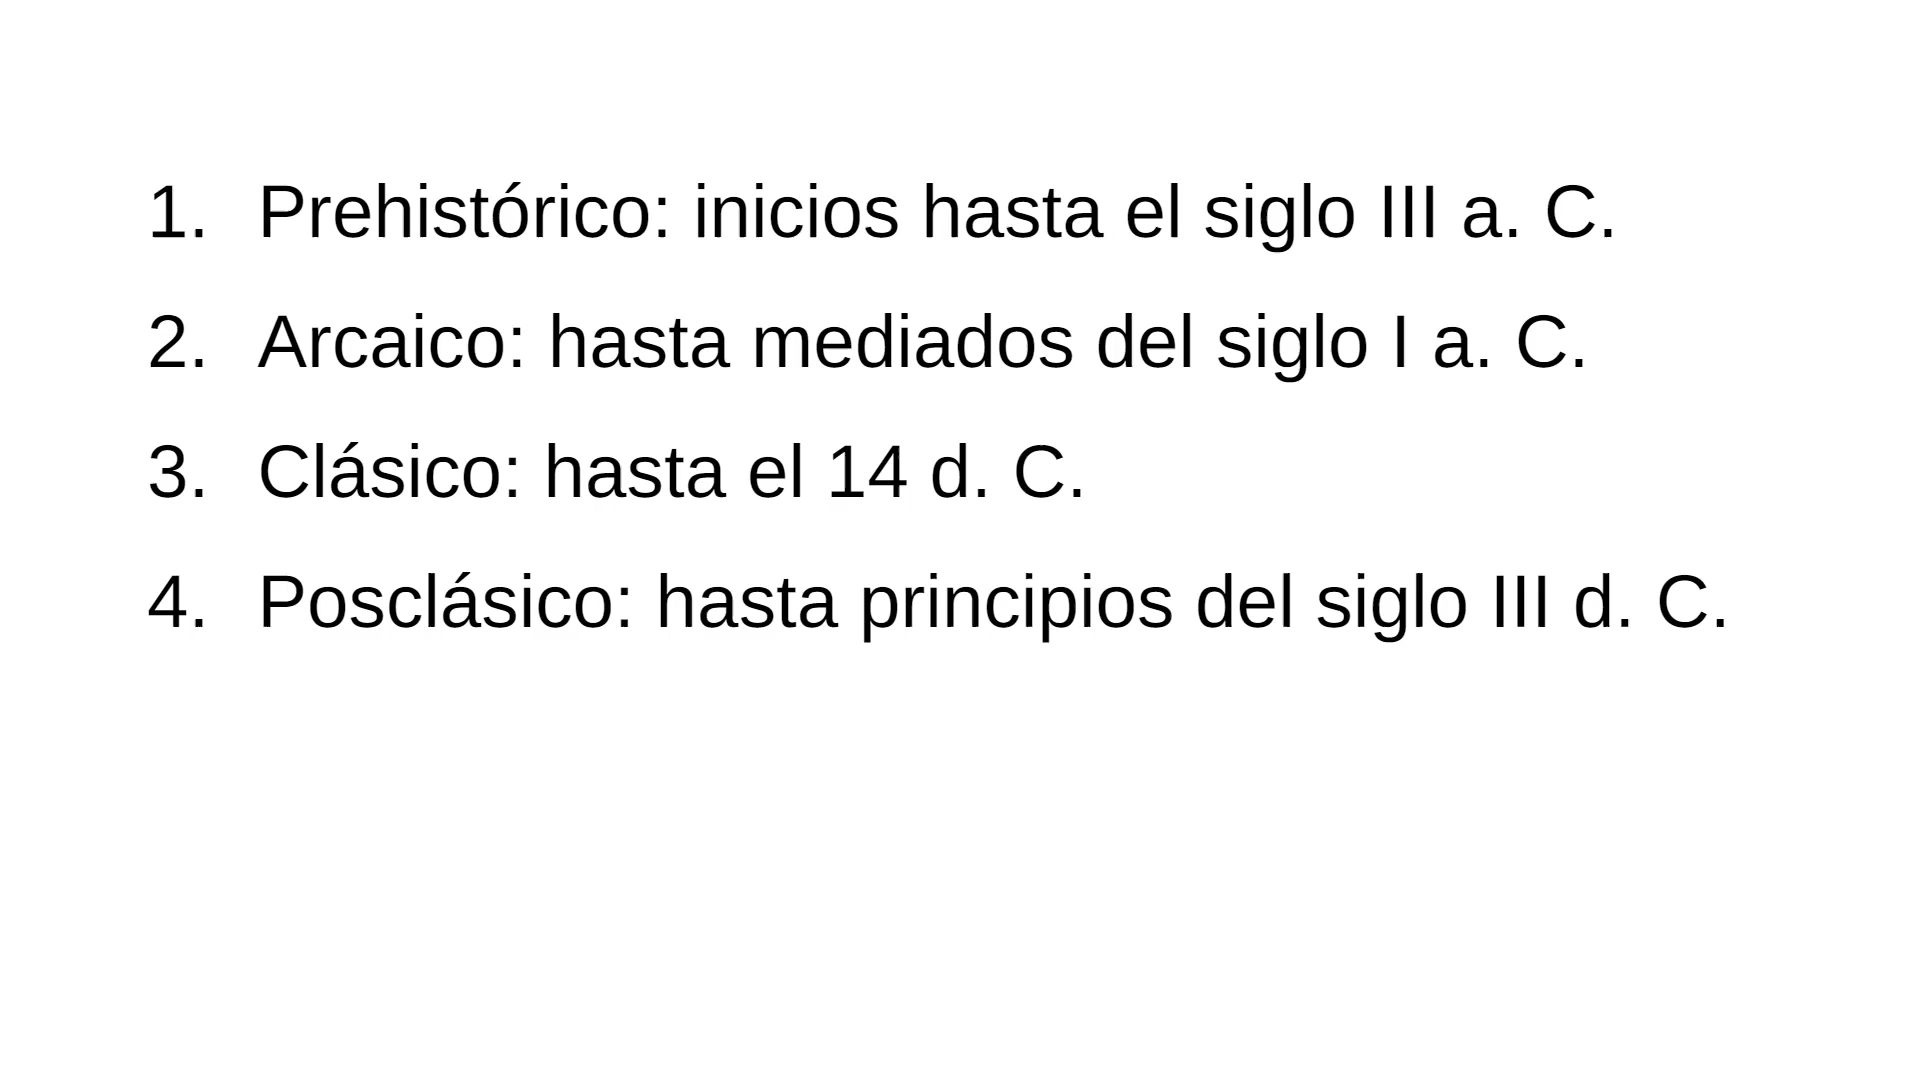 1. Prehistórico: inicios hasta el siglo III a. C.
2. Arcaico: hasta mediados del siglo I a. C.
3. Clásico: hasta el 14 d. C.
4. Posclásico: hasta principios del siglo III d. C.